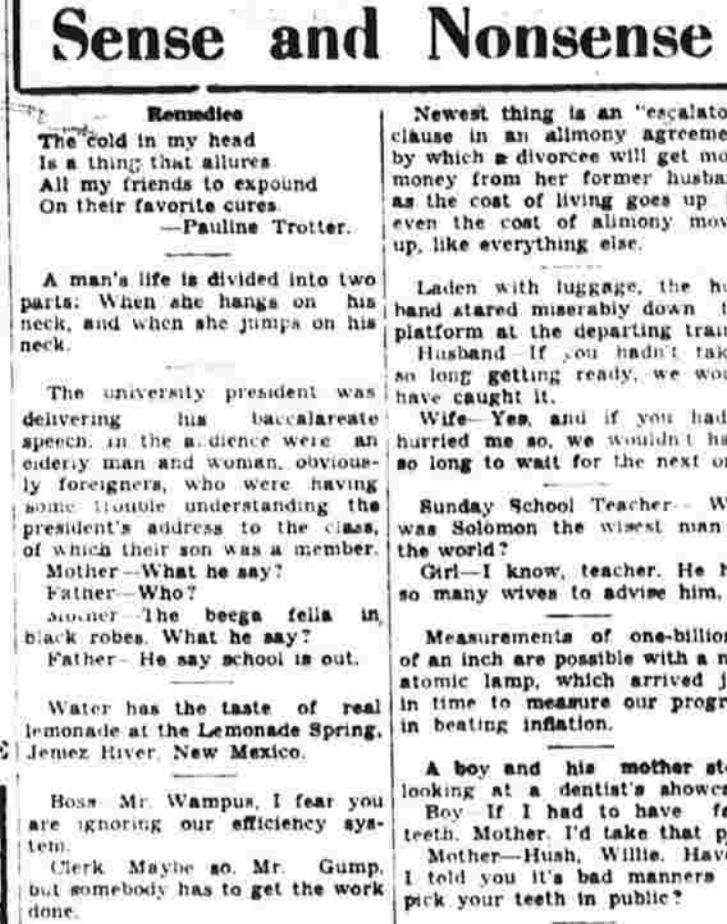 Sense and Nonsense
Remedies
The cold in my head
Is a thing that allures
All my friends to expound
On their favorite cures.
—Pauline Trotter.
A man's life is divided into two
parts: When she hangs on his
neck, and when she jumps on his
neck.
The university president was
delivering his baccalareate
speech. in the audience were an
elderly man and woman, obvious-
ly foreigners, who were having
some trouble understanding the
president's address to the class,
of which their son was a member.
Mother—What he say?
Father—Who?
Mother—The beega fella in
black robes. What he say?
Father—He say school is out.
Water has the taste of real
lemonade at the Lemonade Spring,
Jemez River, New Mexico.
Boss—Mr. Wampus, I fear you
are ignoring our efficiency sys-
tem.
Clerk—Maybe so, Mr. Gump,
but somebody has to get the work
done.
Newest thing is an "escalato
clause in an alimony agreeme
by which a divorcee will get mo
money from her former husba
as the cost of living goes up
even the cost of alimony mov
up, like everything else.
Laden with luggage, the hu
band stared miserably down t
platform at the departing trai
Husband—If you hadn't tak
so long getting ready, we wou
have caught it.
Wife—Yes, and if you had
hurried me so, we wouldn't ha
so long to wait for the next o
Sunday School Teacher—W
was Solomon the wisest man
the world?
Girl—I know, teacher. He h
so many wives to advise him.
Measurements of one-billion
of an inch are possible with a n
atomic lamp, which arrived j
in time to measure our progr
in beating inflation.
A boy and his mother sto
looking at a dentist's showca
Boy—If I had to have fa
teeth, Mother, I'd take that p
Mother—Hush, Willie. Hav
I told you it's bad manners
pick your teeth in public?